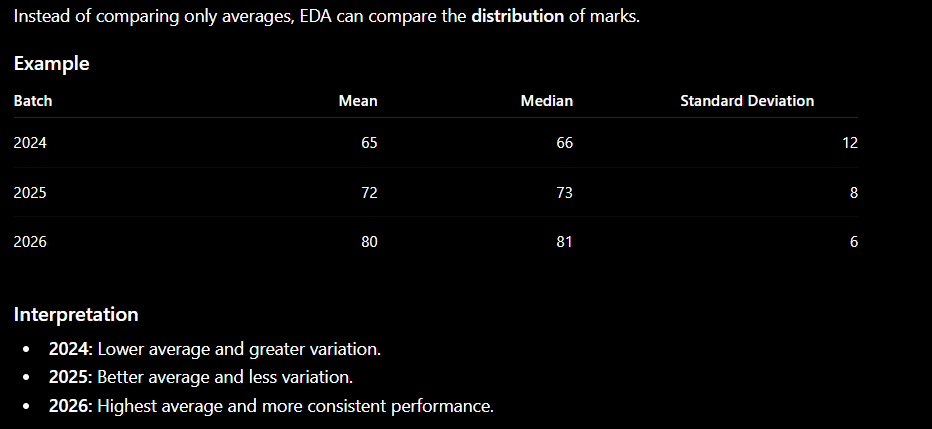 Instead of comparing only averages, EDA can compare the distribution of marks.
Example
Batch Mean Median Standard Deviation
2024 65 66 12
2025 72 73 8
2026 80 81 6
Interpretation
• 2024: Lower average and greater variation.
• 2025: Better average and less variation.
• 2026: Highest average and more consistent performance.